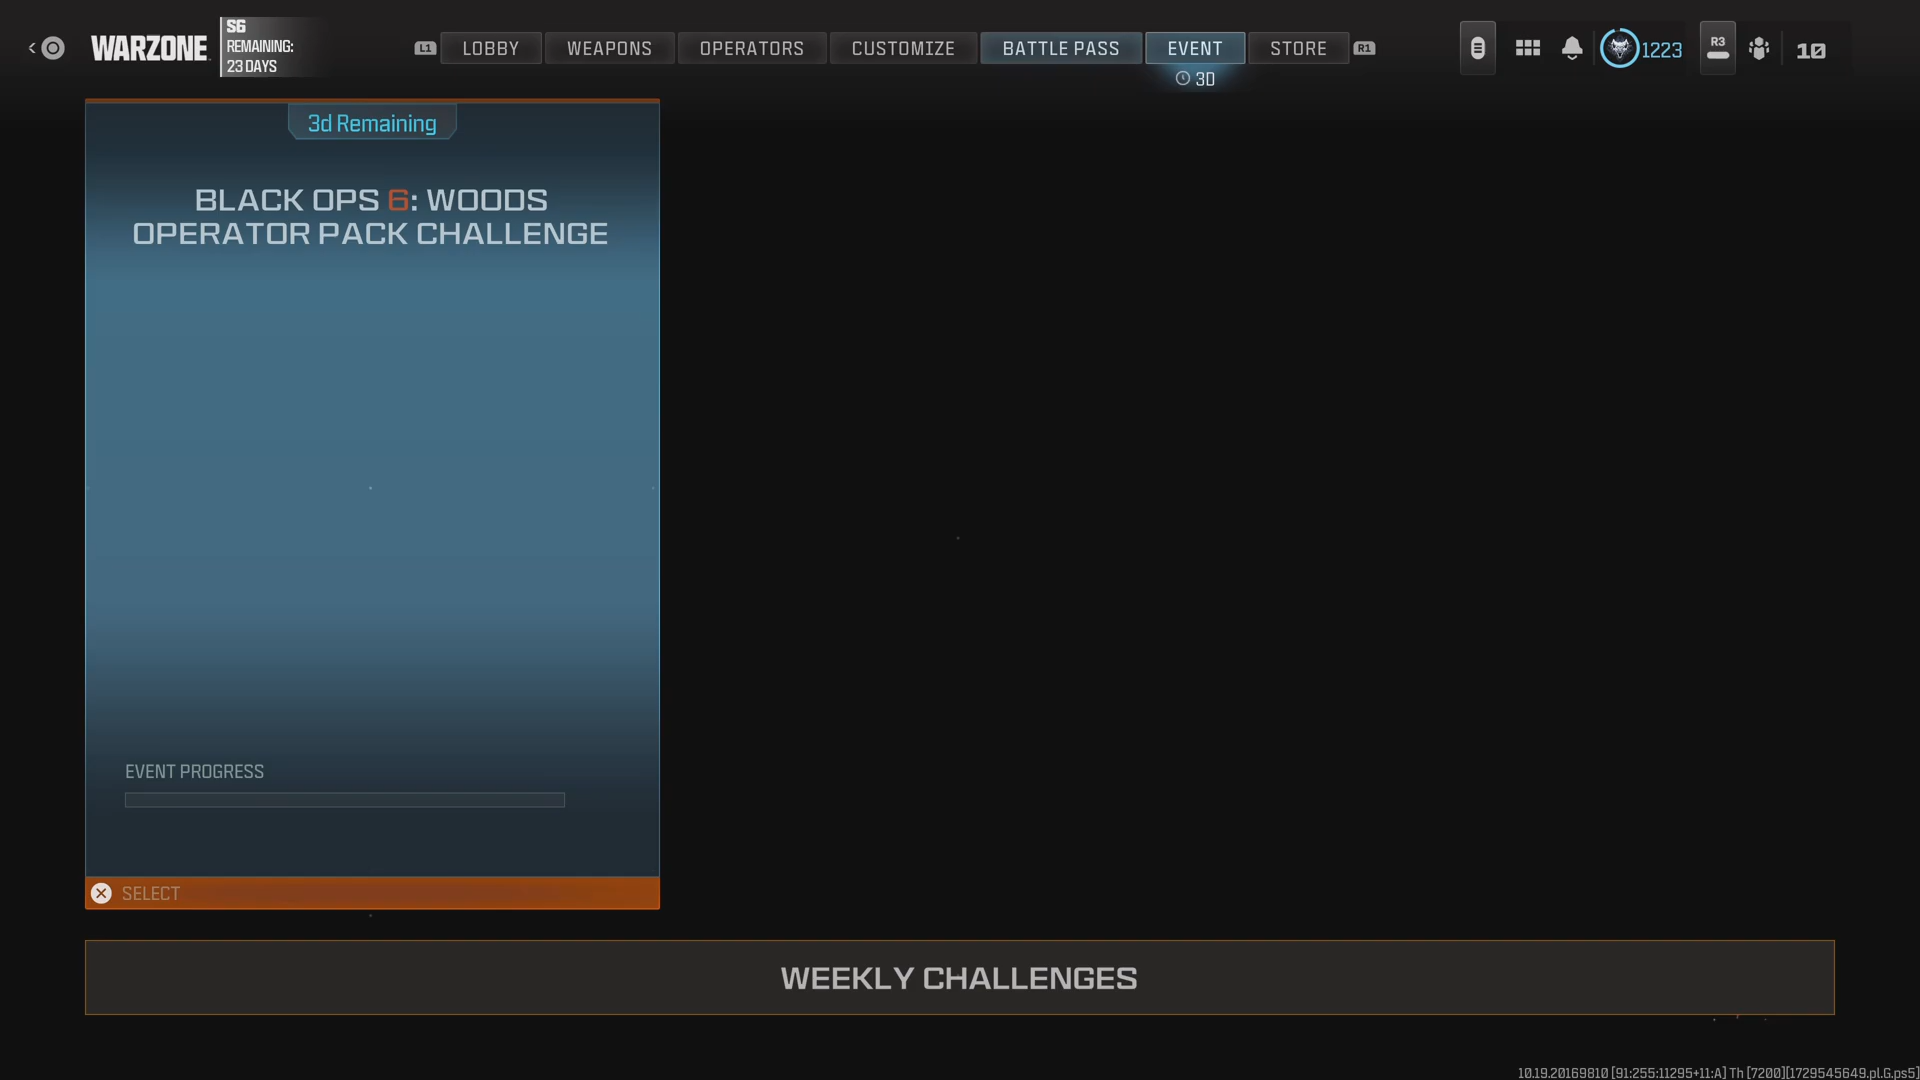 WARZONE
S6
REMAINING:
23 DAYS
L1
LOBBY
WEAPONS
OPERATORS
CUSTOMIZE
BATTLE PASS
EVENT
STORE
R1
3D
1223
R3
10
3d Remaining
BLACK OPS 6: WOODS
OPERATOR PACK CHALLENGE
EVENT PROGRESS
SELECT
WEEKLY CHALLENGES
10.19.20169810 [91:255:11295+11:A] Th [7200][1729545649.pl.G.ps5]